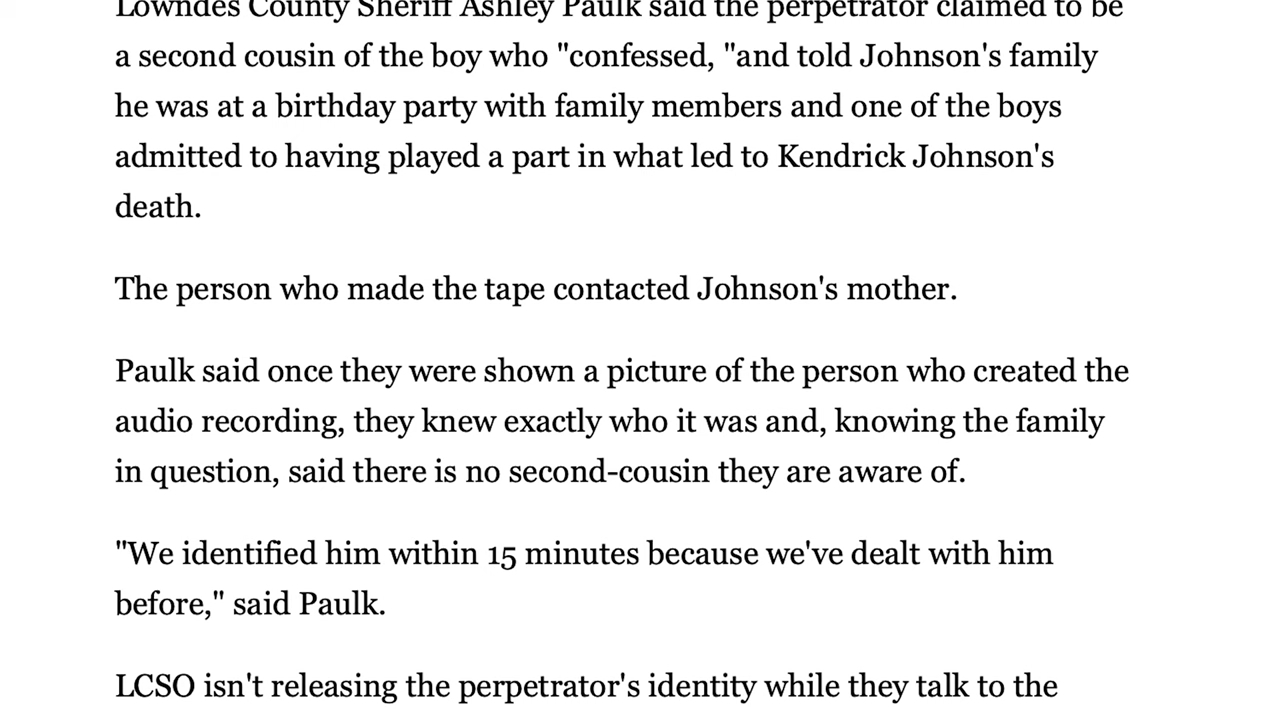 Lowndes County Sheriff Ashley Paulk said the perpetrator claimed to be
a second cousin of the boy who "confessed, "and told Johnson's family
he was at a birthday party with family members and one of the boys
admitted to having played a part in what led to Kendrick Johnson's
death.
The person who made the tape contacted Johnson's mother.
Paulk said once they were shown a picture of the person who created the
audio recording, they knew exactly who it was and, knowing the family
in question, said there is no second-cousin they are aware of.
"We identified him within 15 minutes because we've dealt with him
before," said Paulk.
LCSO isn't releasing the perpetrator's identity while they talk to the